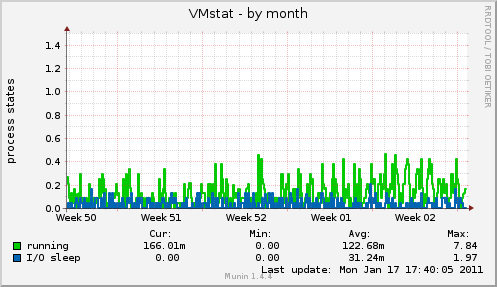 VMstat - by month
RRDTOOL / TOBI OETIKER
process states
1.4
1.2
1.0
0.8
0.6
0.4
0.2
0.0
Week 50 Week 51 Week 52 Week 01 Week 02
Cur: Min: Avg: Max:
running 166.01m 0.00 122.68m 7.84
I/O sleep 0.00 0.00 31.24m 1.97
Last update: Mon Jan 17 17:40:05 2011
Munin 1.4.4